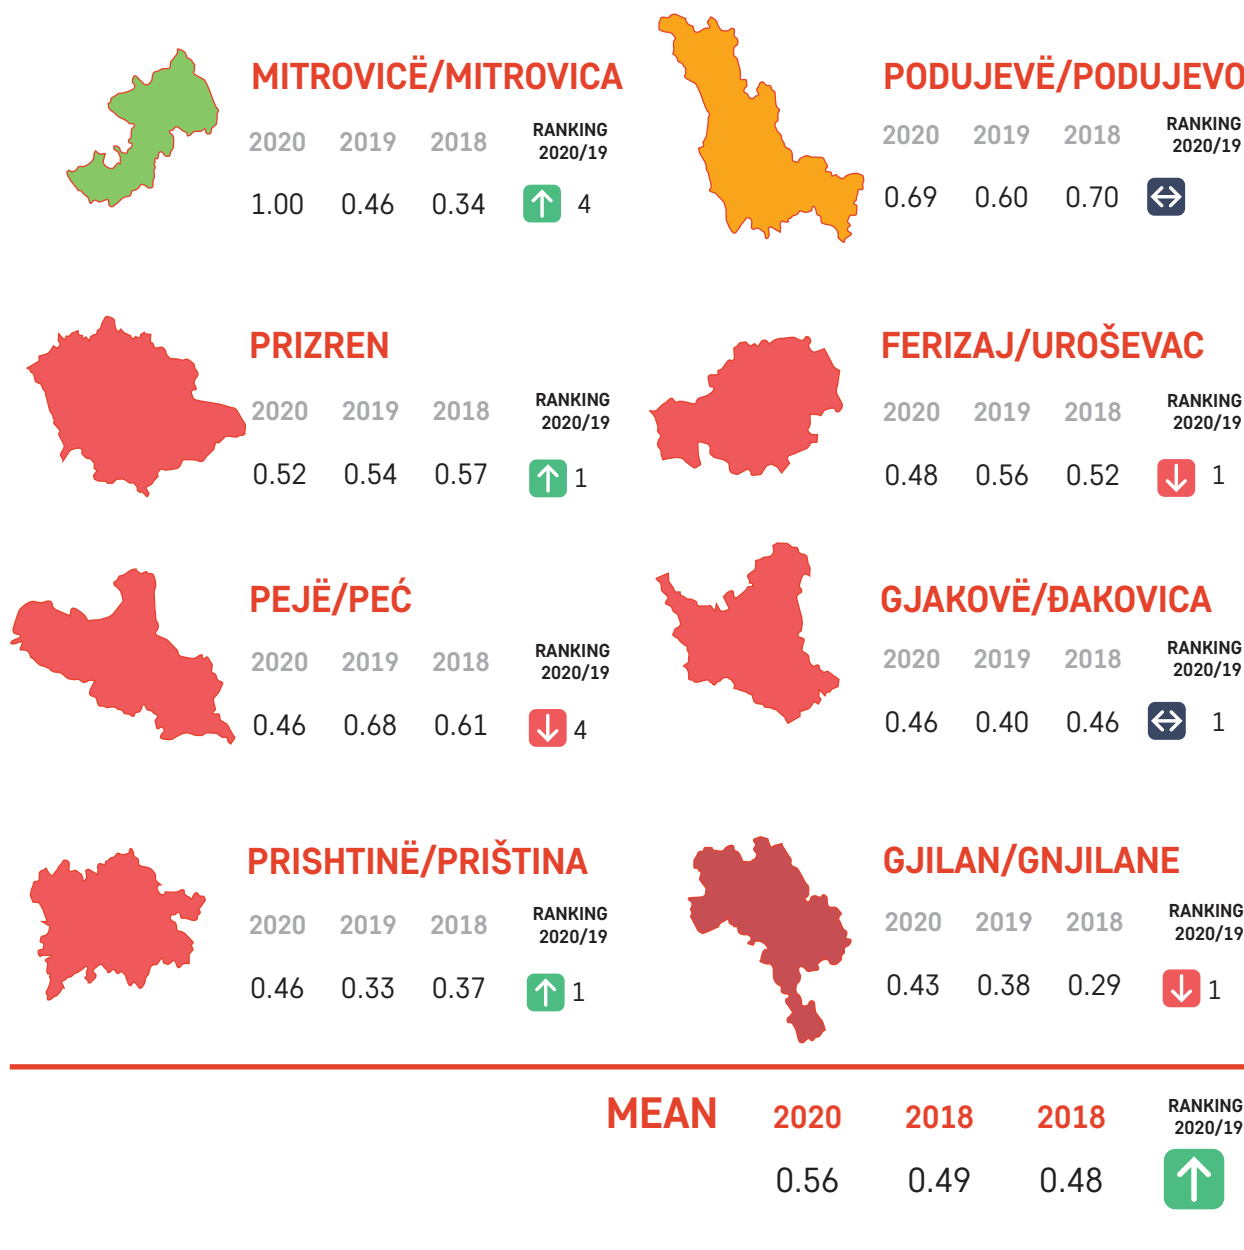 MITROVICË/MITROVICA
2020 2019 2018 RANKING
2020/19
1.00 0.46 0.34 4
PODUJEVË/PODUJEVO
2020 2019 2018 RANKING
2020/19
0.69 0.60 0.70
PRIZREN
2020 2019 2018 RANKING
2020/19
0.52 0.54 0.57 1
FERIZAJ/UROŠEVAC
2020 2019 2018 RANKING
2020/19
0.48 0.56 0.52 1
PEJË/PEĆ
2020 2019 2018 RANKING
2020/19
0.46 0.68 0.61 4
GJAKOVË/ĐAKOVICA
2020 2019 2018 RANKING
2020/19
0.46 0.40 0.46 1
PRISHTINË/PRIŠTINA
2020 2019 2018 RANKING
2020/19
0.46 0.33 0.37 1
GJILAN/GNJILANE
2020 2019 2018 RANKING
2020/19
0.43 0.38 0.29 1
MEAN 2020 2018 2018 RANKING
2020/19
0.56 0.49 0.48